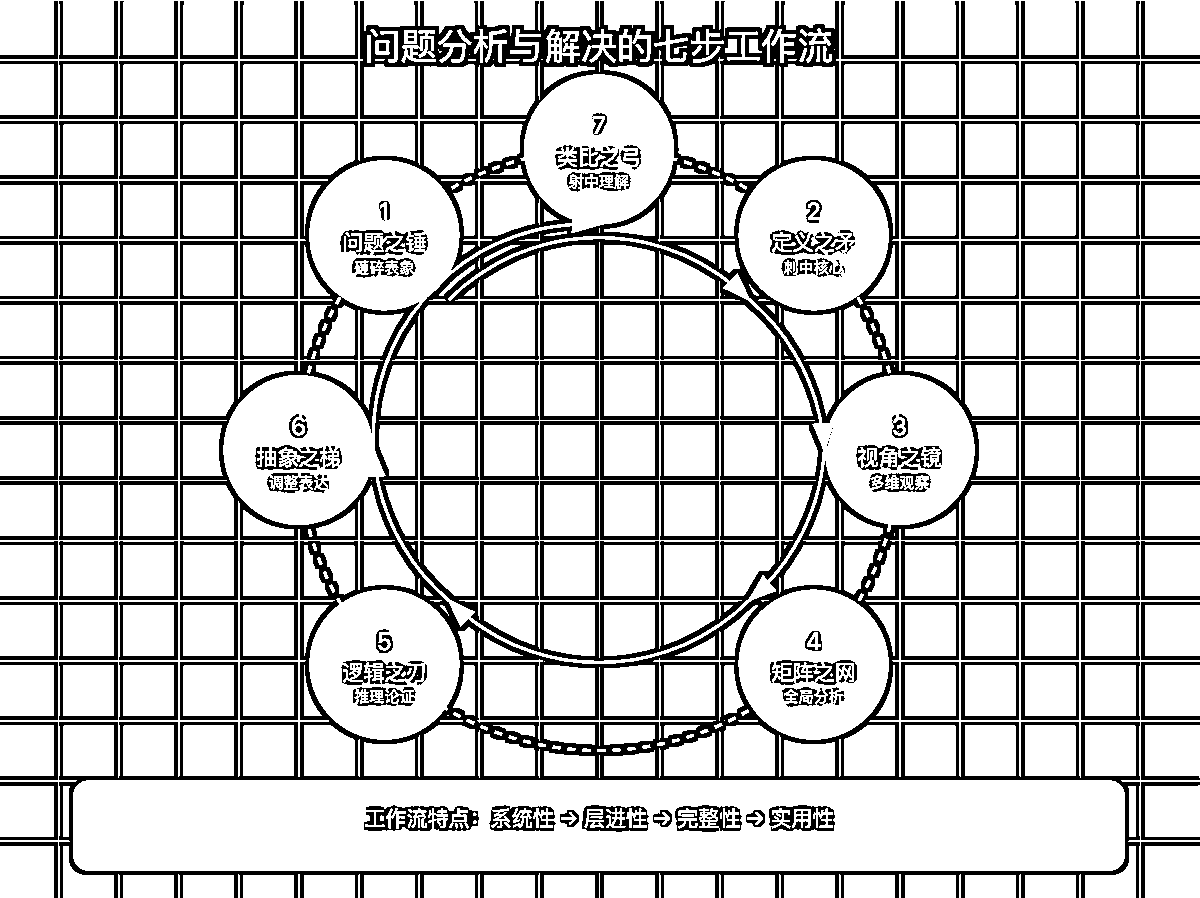 问题分析与解决的七步工作流
7
类比之弓
射中理解
1
问题之锤
锤碎表象
2
定义之矛
刺中核心
6
抽象之梯
调整表达
3
视角之镜
多维观察
5
逻辑之刃
推理论证
4
矩阵之网
全局分析
工作流特点: 系统性 → 层进性 → 完整性 → 实用性